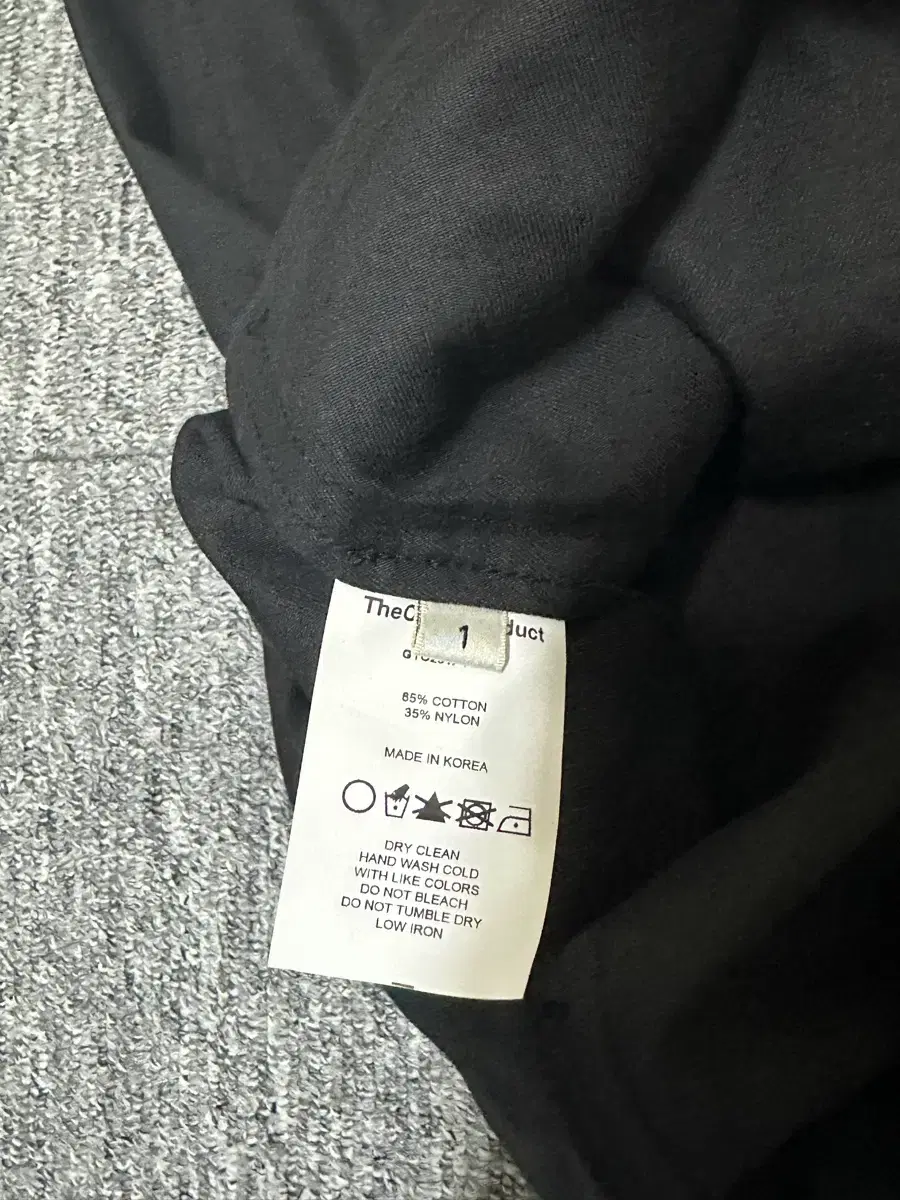 TheC duct
1
65% COTTON
35% NYLON
MADE IN KOREA
DRY CLEAN
HAND WASH COLD
WITH LIKE COLORS
DO NOT BLEACH
DO NOT TUMBLE DRY
LOW IRON